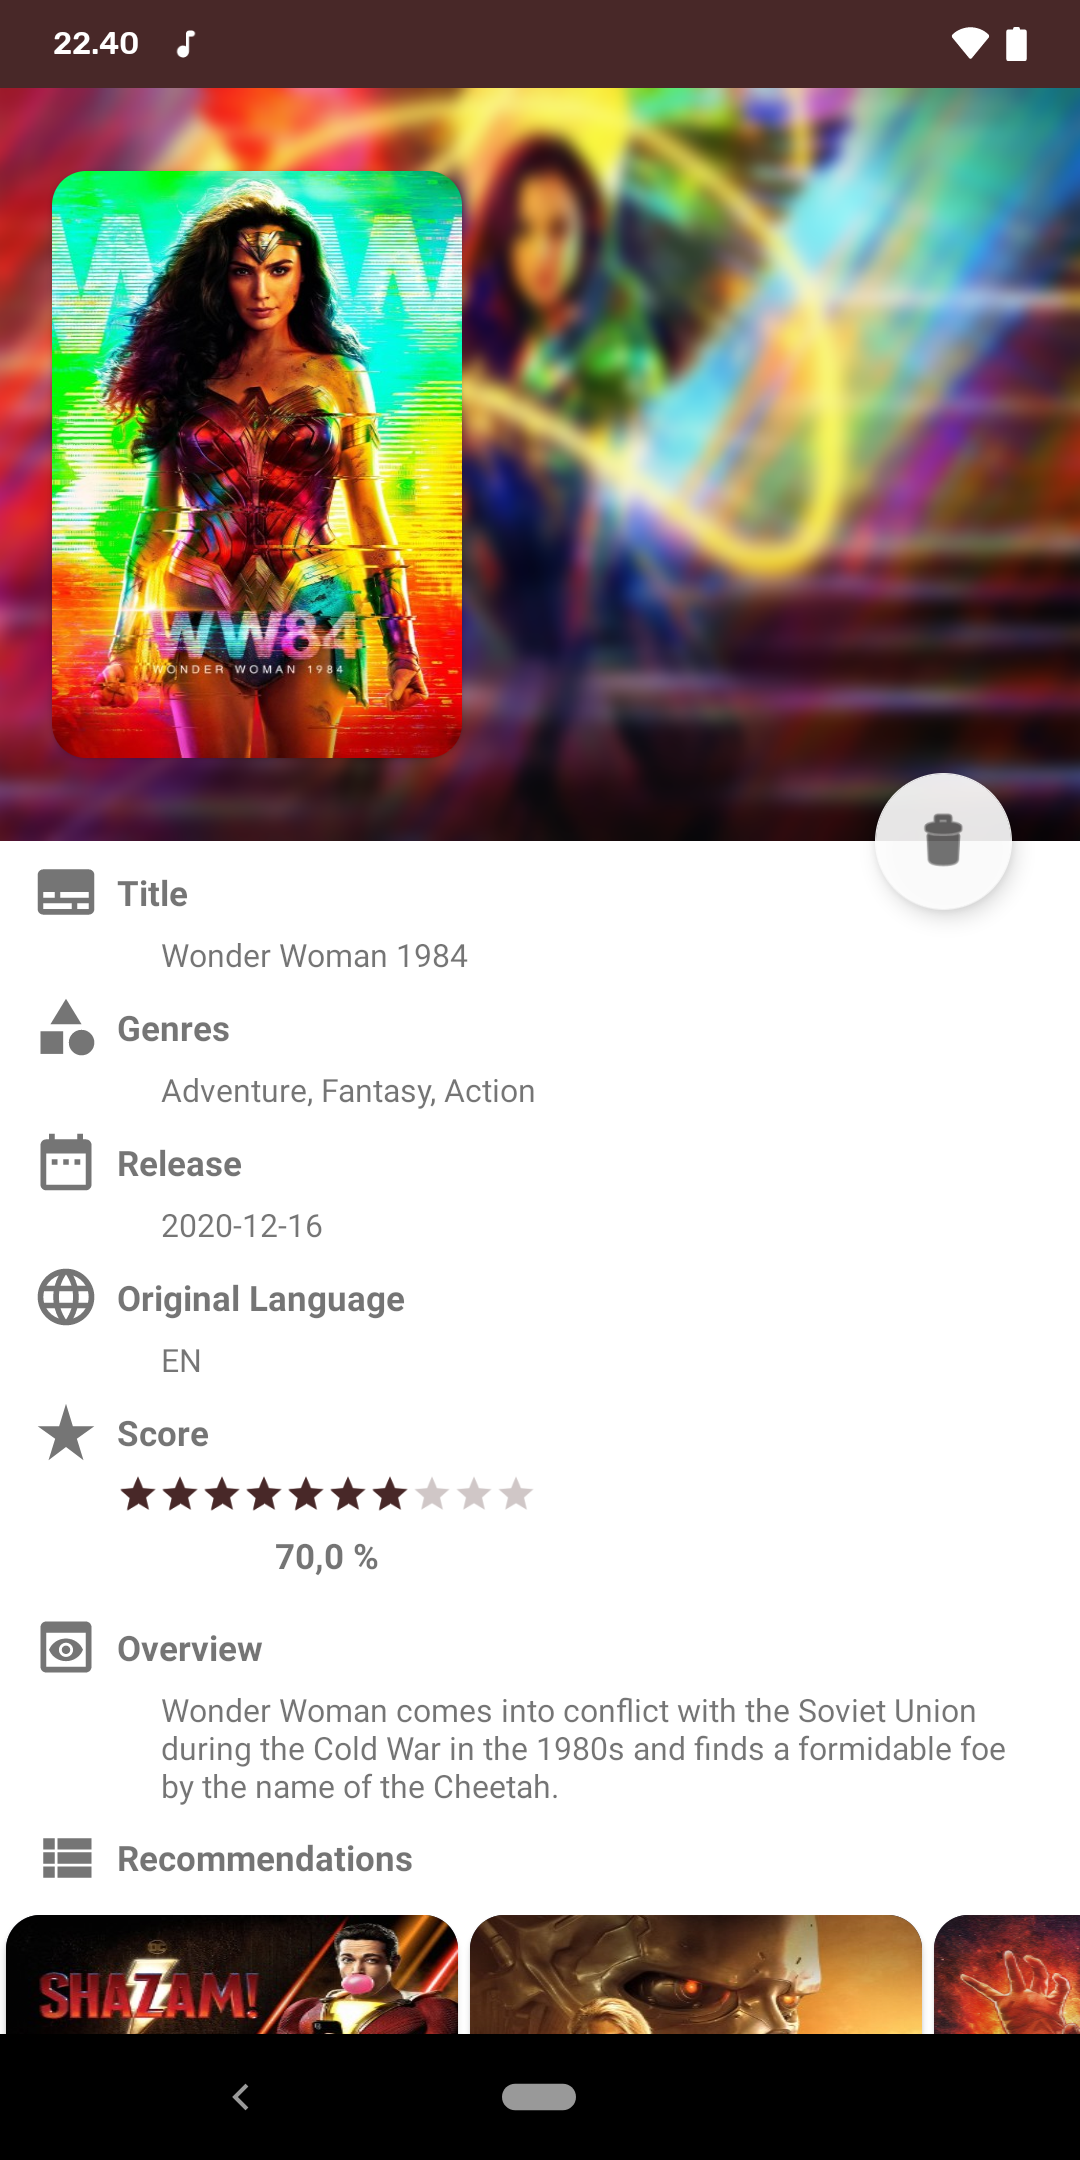 22.40
WW84
WONDER WOMAN 1984
Title
Wonder Woman 1984
Genres
Adventure, Fantasy, Action
Release
2020-12-16
Original Language
EN
Score
70,0 %
Overview
Wonder Woman comes into conflict with the Soviet Union
during the Cold War in the 1980s and finds a formidable foe
by the name of the Cheetah.
Recommendations
DC
SHAZAM!